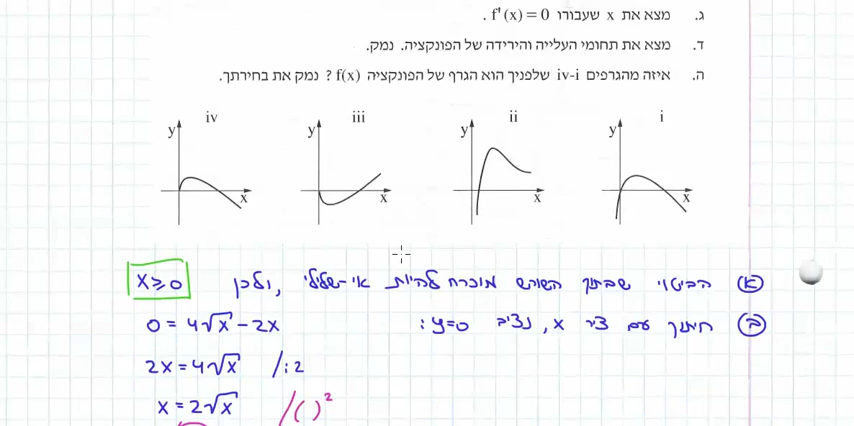 ג. מצא את x שעבורו f'(x) = 0 .
ד. מצא את תחומי העלייה והירידה של הפונקציה. נמק.
ה. איזה מהגרפים iv-i שלפניך הוא הגרף של הפונקציה f(x) ? נמק את בחירתך.
iv iii ii i
y y y y
x x x x
א הביטוי שבתוך השורש מוכרח להיות אי-שלילי, ולכן x ≥ 0
ב חיתוך עם ציר x, נציב y=0: 0 = 4√x - 2x
2x = 4√x /:2
x = 2√x /( )²